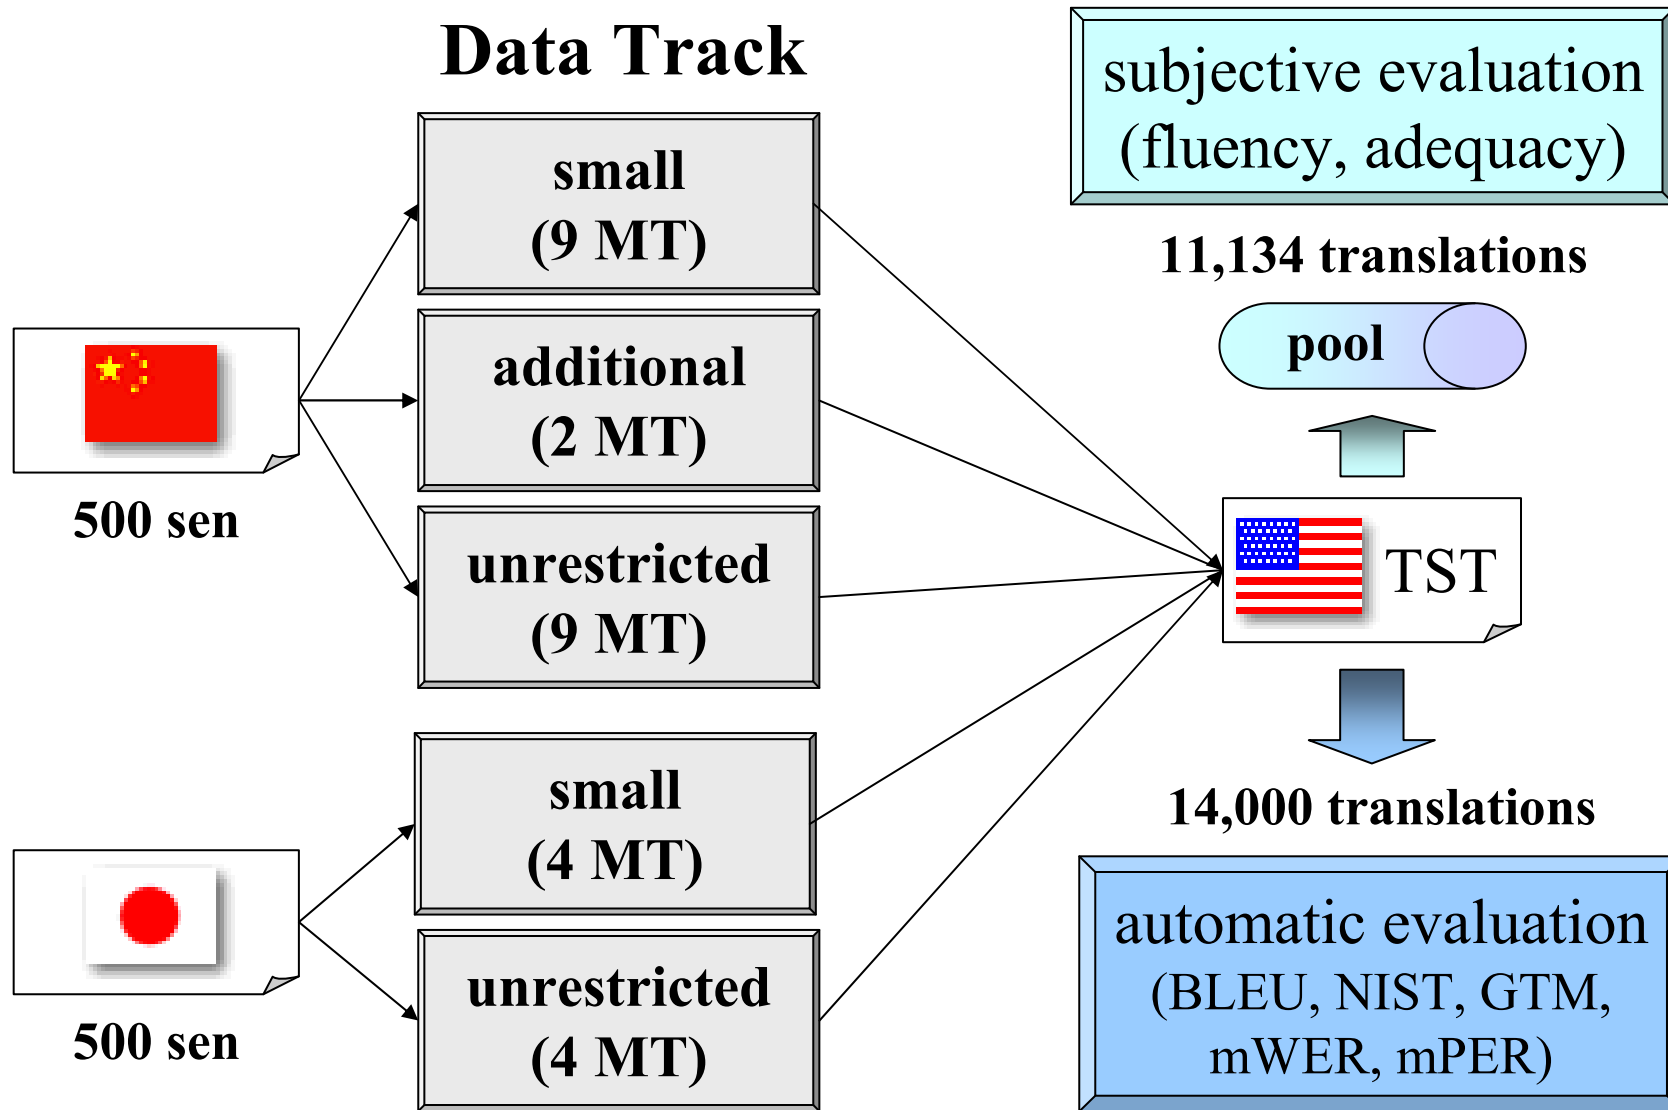 Data Track
small
(9 MT)
additional
(2 MT)
unrestricted
(9 MT)
500 sen
small
(4 MT)
unrestricted
(4 MT)
500 sen
subjective evaluation
(fluency, adequacy)
11,134 translations
pool
TST
14,000 translations
automatic evaluation
(BLEU, NIST, GTM,
mWER, mPER)